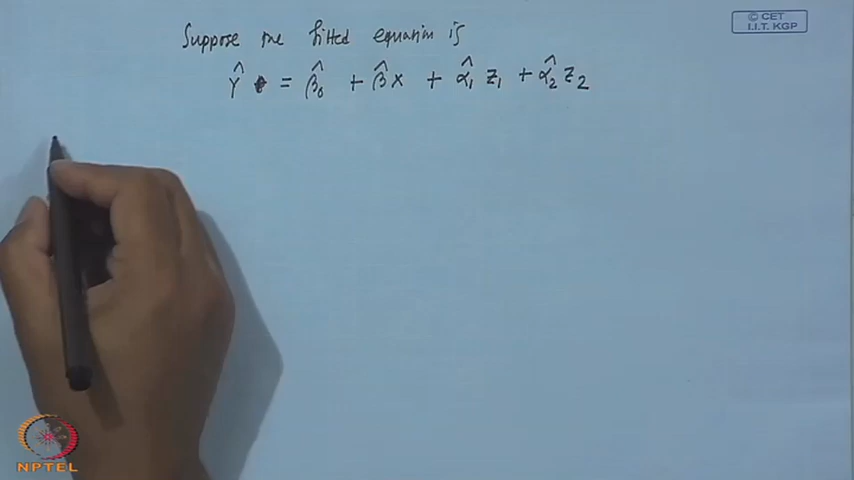 Suppose the fitted equation is
Ŷ = β̂₀ + β̂ x + α̂₁ z₁ + α̂₂ z₂
© CET
I.I.T. KGP
NPTEL